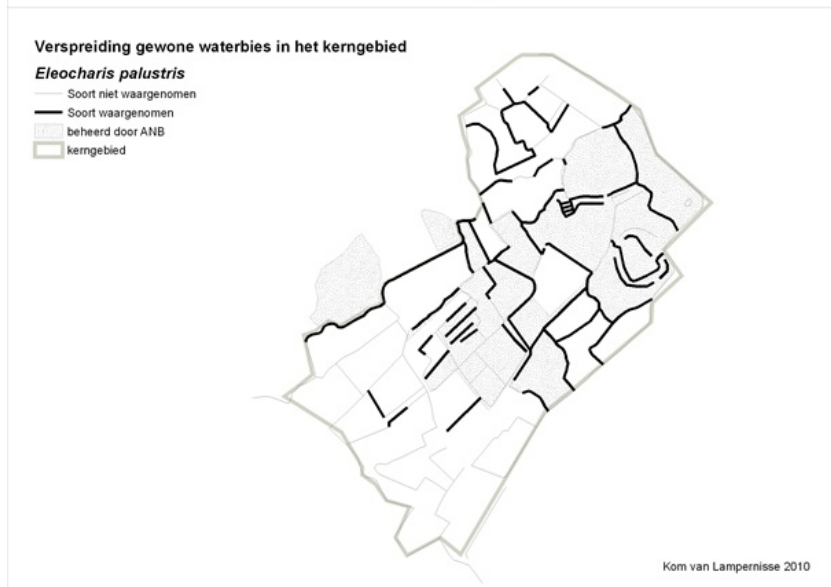 Verspreiding gewone waterbies in het kerngebied
Eleocharis palustris
Soort niet waargenomen
Soort waargenomen
beheerd door ANB
kerngebied
Kom van Lampernisse 2010